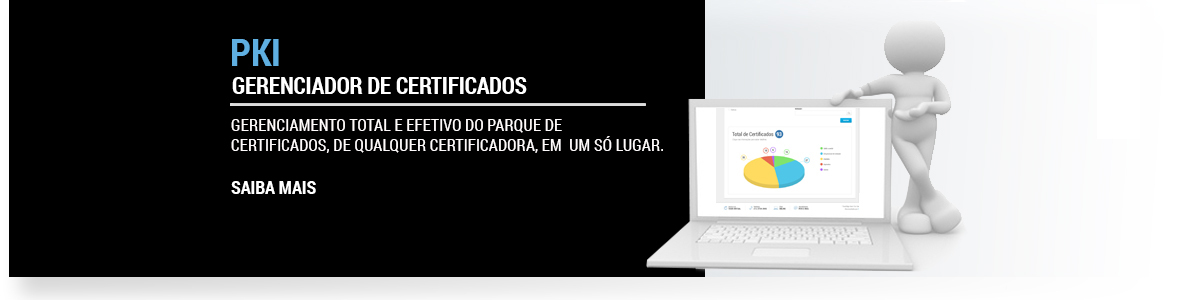 PKI
GERENCIADOR DE CERTIFICADOS
GERENCIAMENTO TOTAL E EFETIVO DO PARQUE DE
CERTIFICADOS, DE QUALQUER CERTIFICADORA, EM UM SÓ LUGAR.
SAIBA MAIS
Total de Certificados